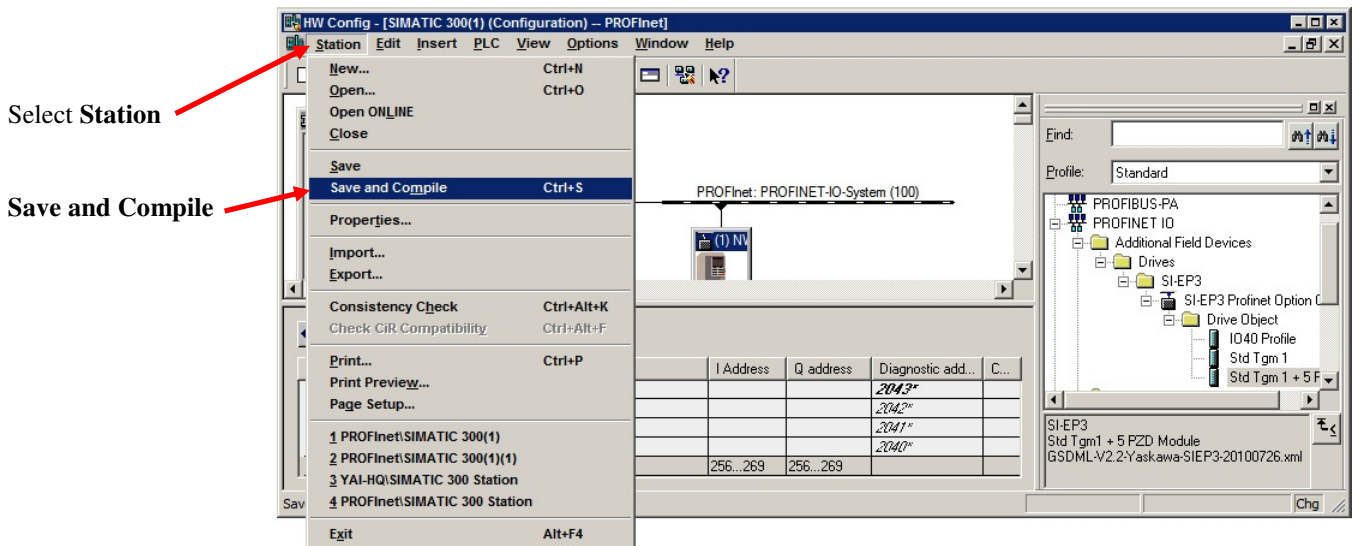 HW Config - [SIMATIC 300(1) (Configuration) -- PROFInet]
Station Edit Insert PLC View Options Window Help
Select Station
Save and Compile
New... Ctrl+N
Open... Ctrl+O
Open ONLINE
Close
Save
Save and Compile Ctrl+S
Properties...
Import...
Export...
Consistency Check Ctrl+Alt+K
Check CiR Compatibility Ctrl+Alt+F
Print... Ctrl+P
Print Preview...
Page Setup...
1 PROFInet\SIMATIC 300(1)
2 PROFInet\SIMATIC 300(1)(1)
3 YAI-HQ\SIMATIC 300 Station
4 PROFInet\SIMATIC 300 Station
Exit Alt+F4
PROFInet: PROFINET-IO-System (100)
(1) NV
I Address Q address Diagnostic add... C...
2043*
2042*
2041*
2040*
256...269 256...269
Find:
Profile: Standard
PROFIBUS-PA
PROFINET IO
Additional Field Devices
Drives
SI-EP3
SI-EP3 Profinet Option
Drive Object
IO40 Profile
Std Tgm 1
Std Tgm 1 + 5 P
SI-EP3
Std Tgm1 + 5 PZD Module
GSDML-V2.2-Yaskawa-SIEP3-20100726.xml
Sav
Chg